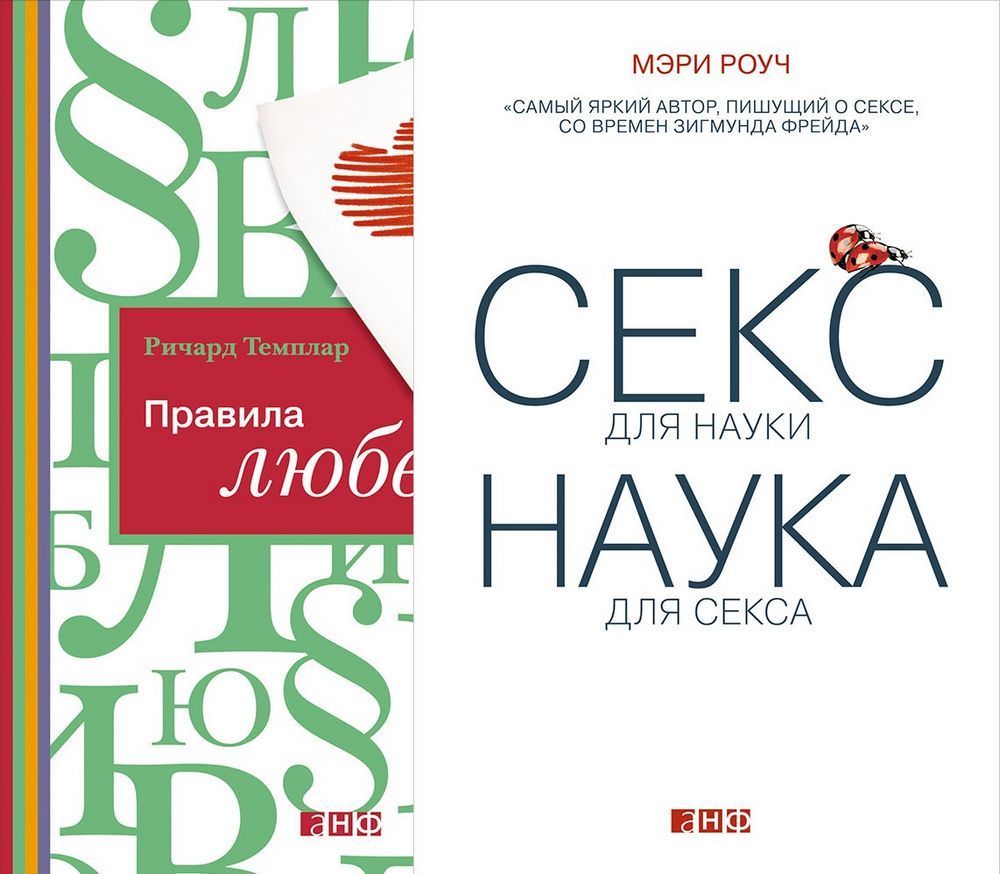 Ричард Темплар
Правила
любв
анф
МЭРИ РОУЧ
«САМЫЙ ЯРКИЙ АВТОР, ПИШУЩИЙ О СЕКСЕ,
СО ВРЕМЕН ЗИГМУНДА ФРЕЙДА»
СЕКС
ДЛЯ НАУКИ
НАУКА
ДЛЯ СЕКСА
анф